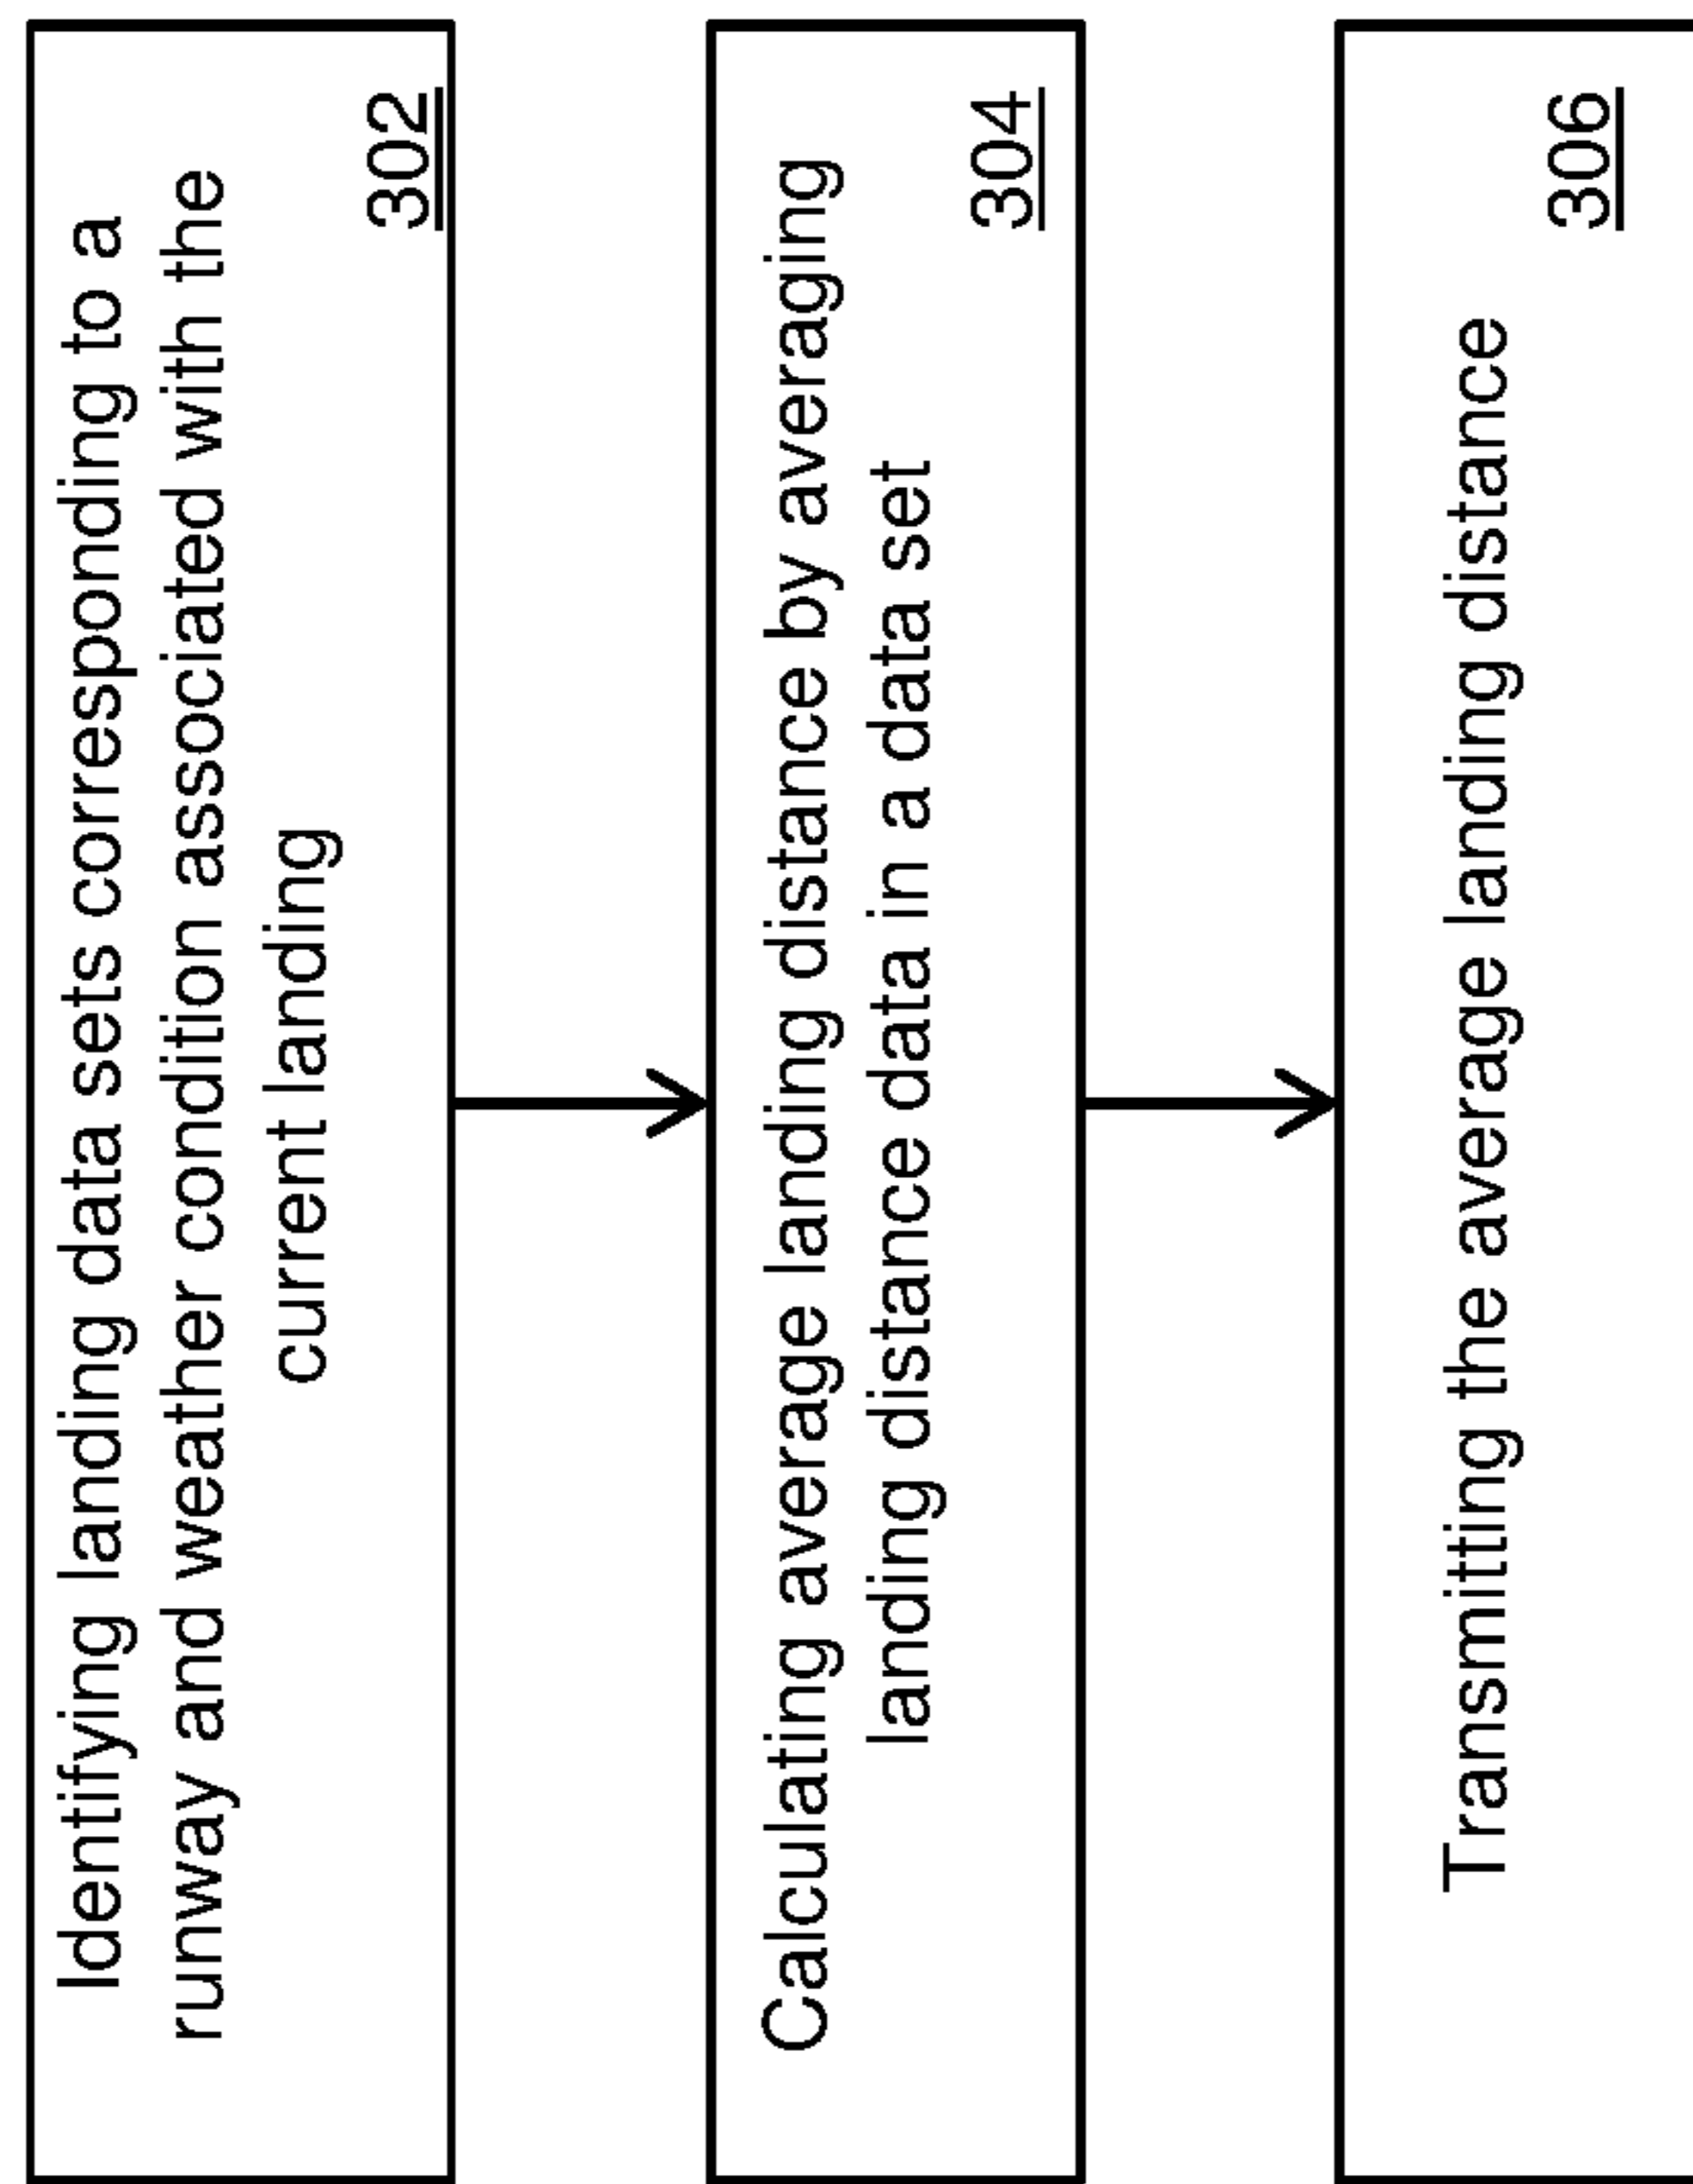 Identifying landing data sets corresponding to a
runway and weather condition associated with the
current landing
302
Calculating average landing distance by averaging
landing distance data in a data set
304
Transmitting the average landing distance
306